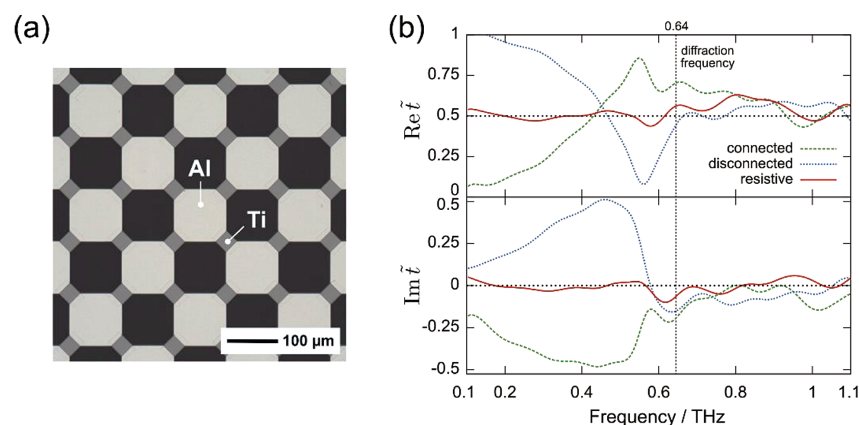 (a)
Al
Ti
100 μm
(b)
0.64
diffraction
frequency
1
0.75
0.5
0.25
0
Re t̃
connected
disconnected
resistive
0.5
0.25
0
-0.25
-0.5
Im t̃
0.1 0.2 0.4 0.6 0.8 1 1.1
Frequency / THz